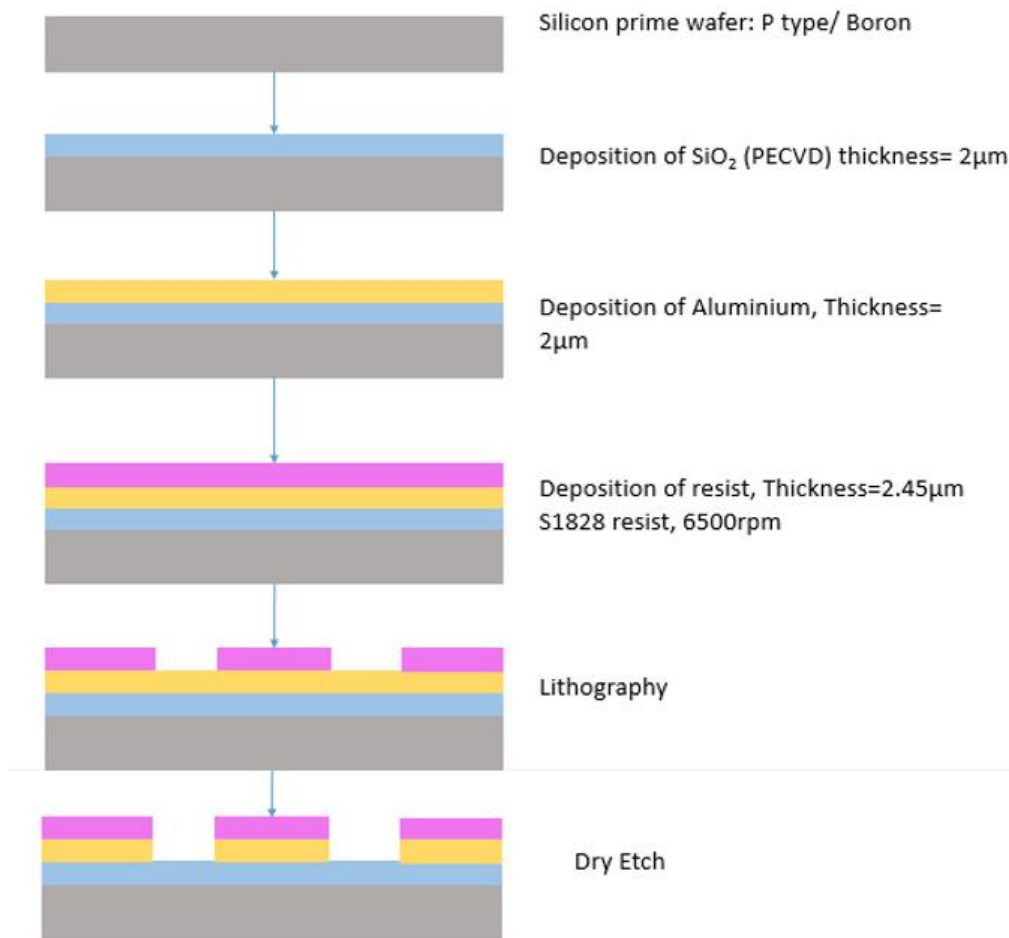 Silicon prime wafer: P type/ Boron
Deposition of SiO₂ (PECVD) thickness= 2μm
Deposition of Aluminium, Thickness=
2μm
Deposition of resist, Thickness=2.45μm
S1828 resist, 6500rpm
Lithography
Dry Etch